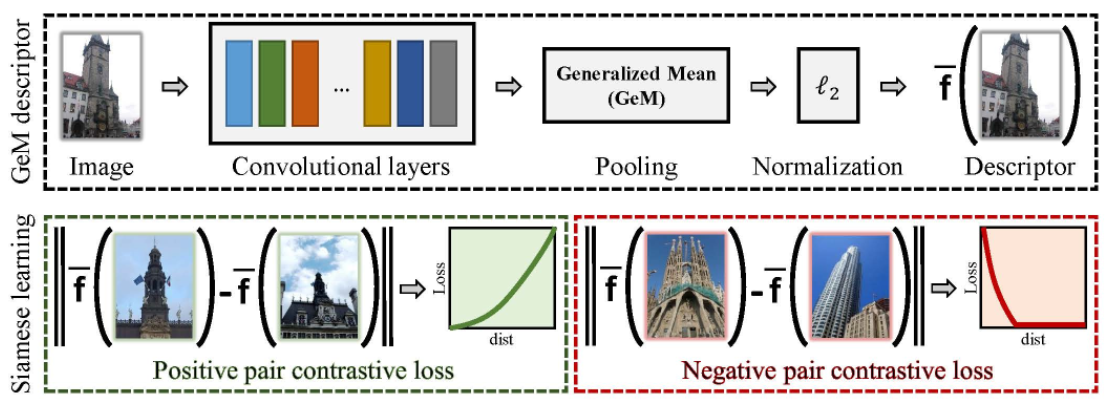 GeM descriptor
...
Generalized Mean
(GeM)
ℓ₂
f̄
Image
Convolutional layers
Pooling
Normalization
Descriptor
Siamese learning
f̄ - f̄
Loss
dist
Positive pair contrastive loss
f̄ - f̄
Loss
dist
Negative pair contrastive loss